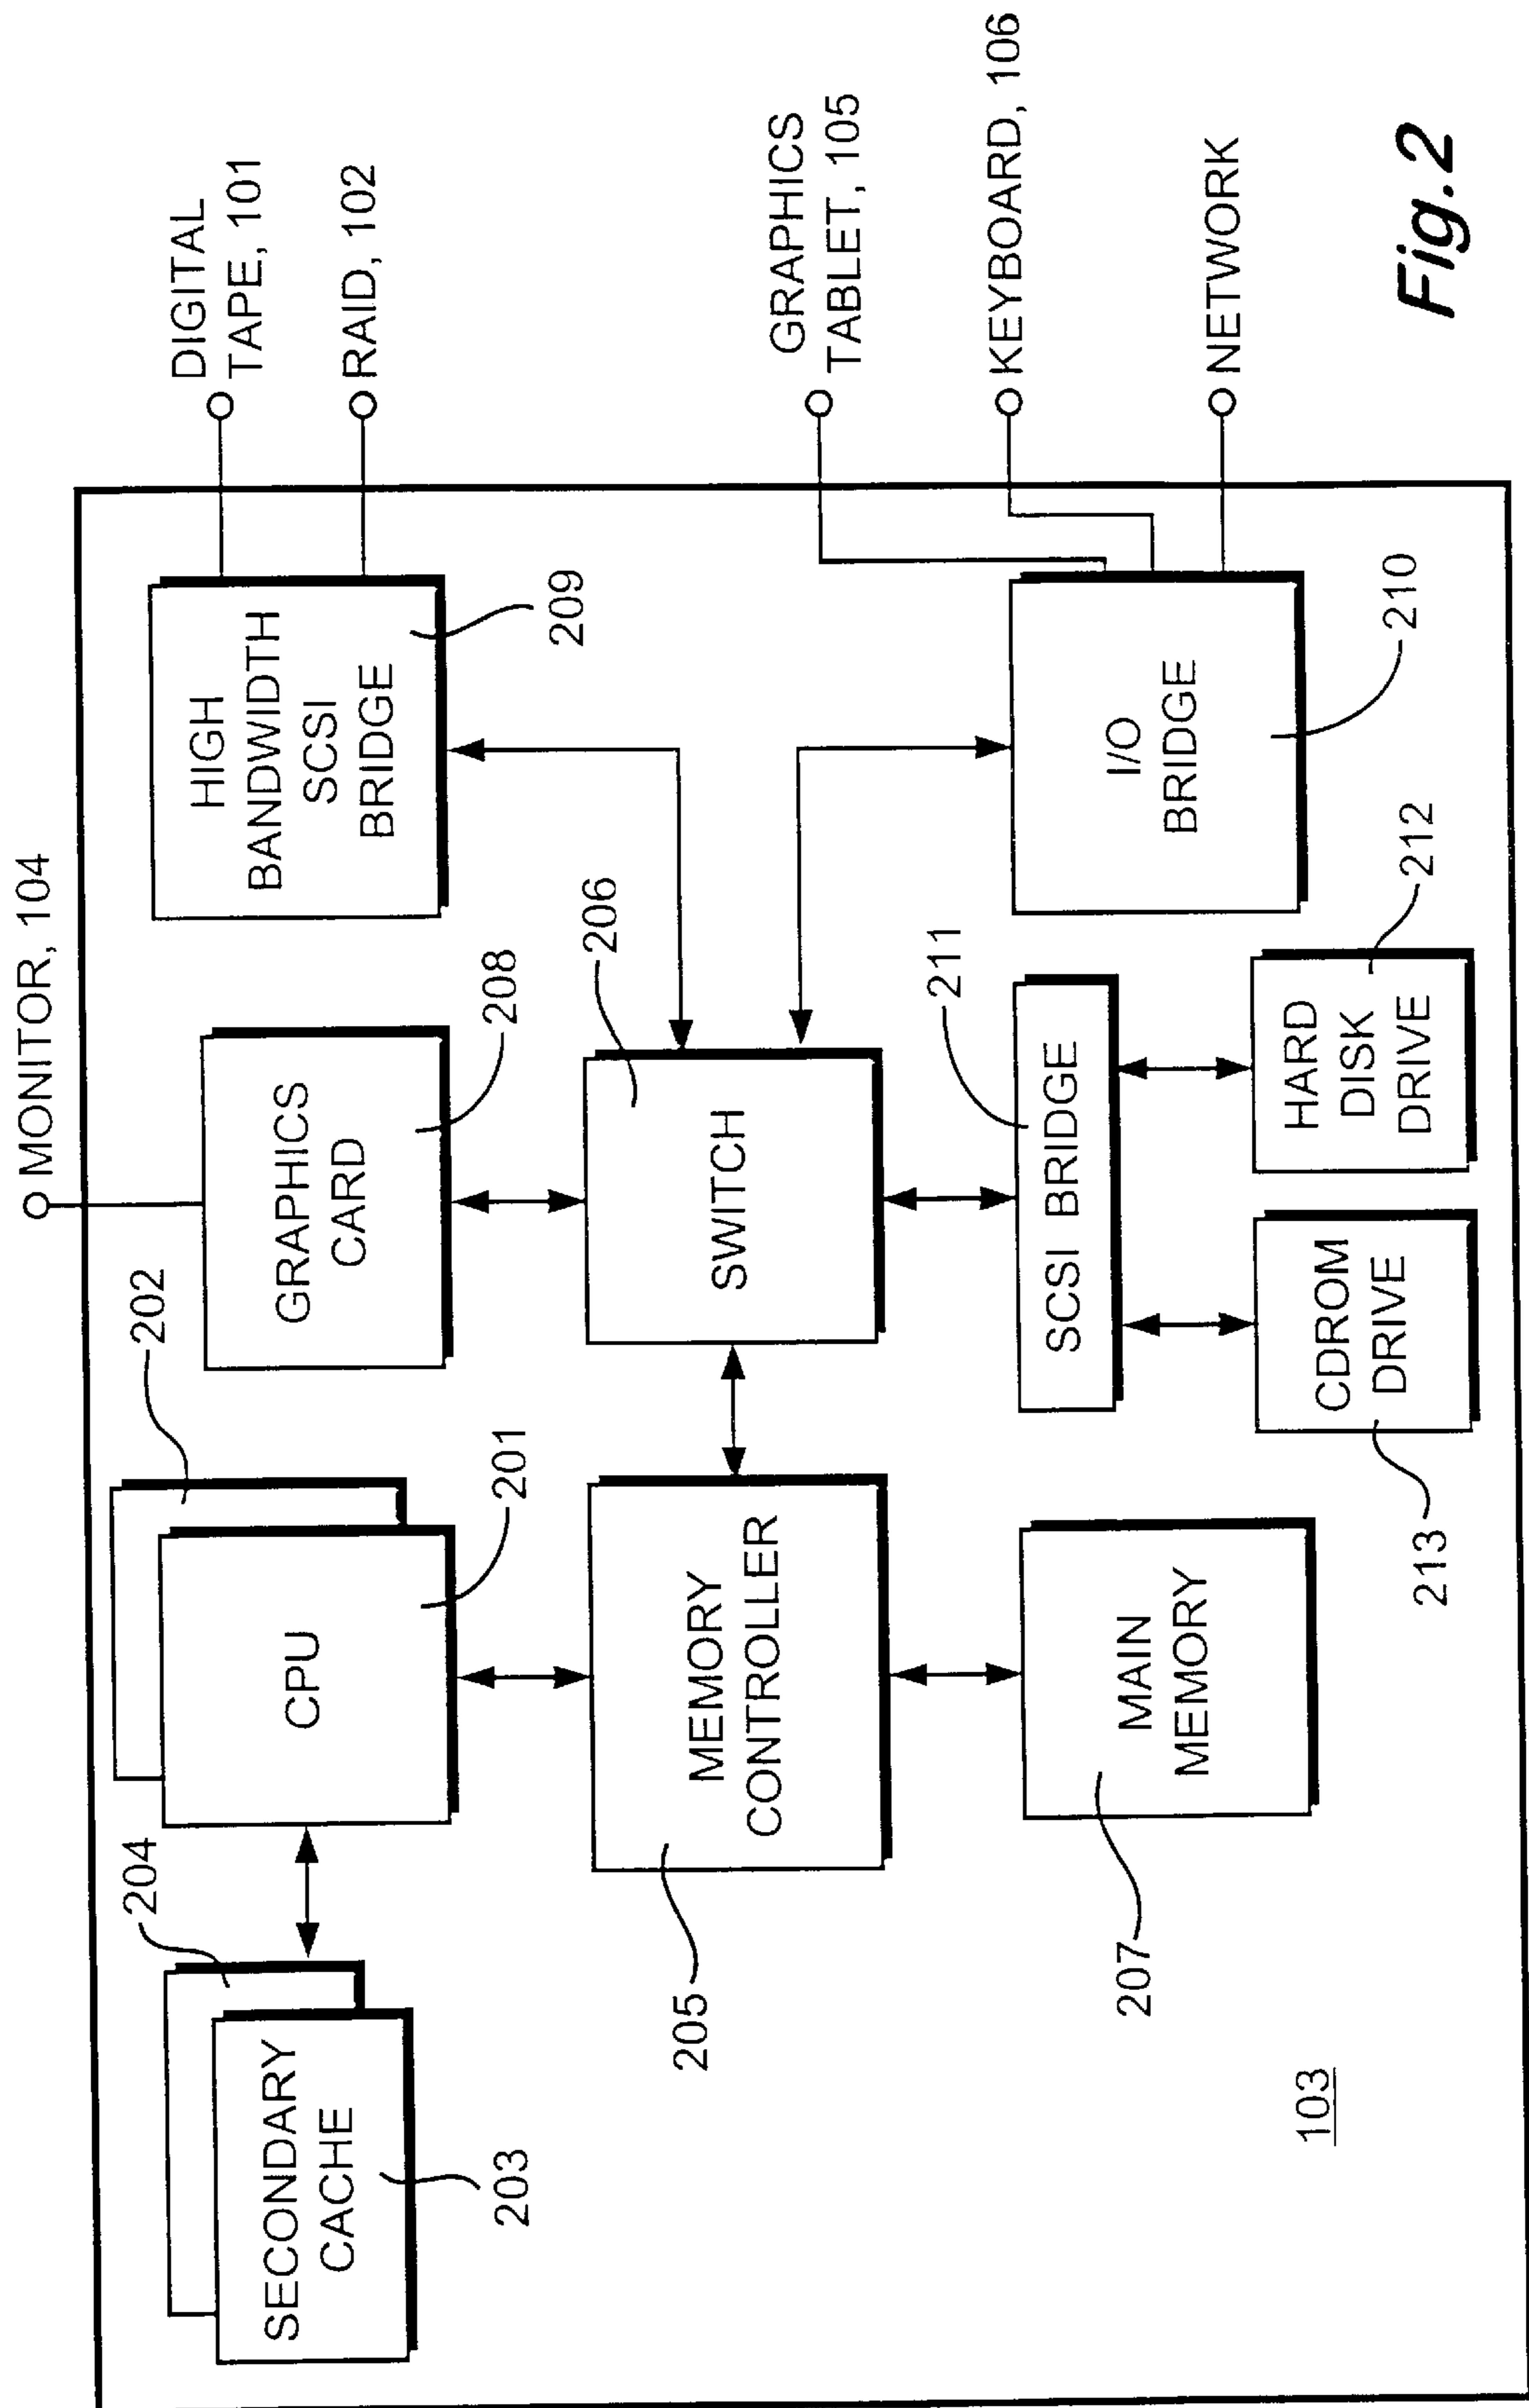 MONITOR, 104
204
202
SECONDARY
CACHE
203
CPU
201
GRAPHICS
CARD
208
HIGH
BANDWIDTH
SCSI
BRIDGE
209
DIGITAL
TAPE, 101
RAID, 102
MEMORY
CONTROLLER
205
SWITCH
206
GRAPHICS
TABLET, 105
KEYBOARD, 106
NETWORK
MAIN
MEMORY
207
SCSI BRIDGE
211
I/O
BRIDGE
210
CDROM
DRIVE
213
HARD
DISK
DRIVE
212
103
Fig.2